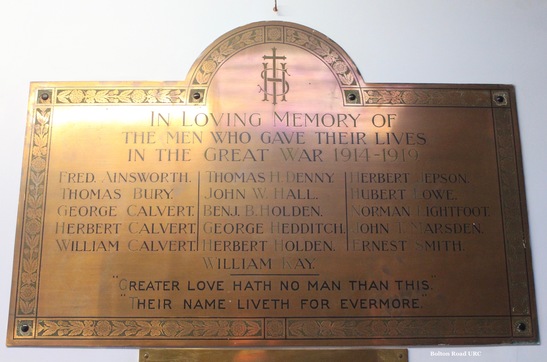 IHS
IN LOVING MEMORY OF
THE MEN WHO GAVE THEIR LIVES
IN THE GREAT WAR 1914-1919.
FRED. AINSWORTH. THOMAS H. DENNY. HERBERT JEPSON.
THOMAS BURY. JOHN W. HALL. HUBERT LOWE.
GEORGE CALVERT. BENJ. B. HOLDEN. NORMAN LIGHTFOOT.
HERBERT CALVERT. GEORGE HEDDITCH. JOHN T. MARSDEN.
WILLIAM CALVERT. HERBERT HOLDEN. ERNEST SMITH.
WILLIAM KAY.
"GREATER LOVE HATH NO MAN THAN THIS."
"THEIR NAME LIVETH FOR EVERMORE."
Bolton Road URC